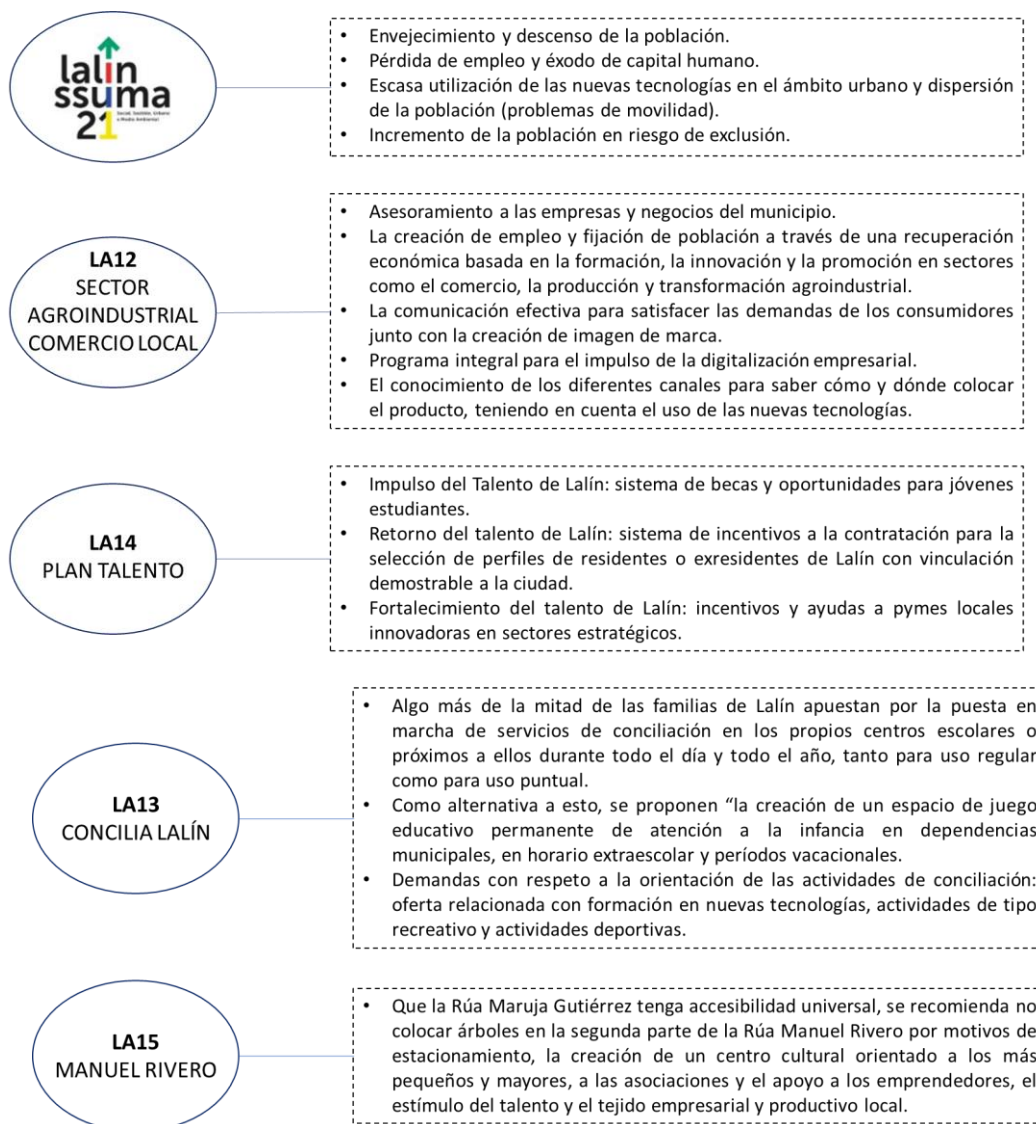 lalin
ssuma
21
Social, Sostible, Urbano
e Medio Ambiental
• Envejecimiento y descenso de la población.
• Pérdida de empleo y éxodo de capital humano.
• Escasa utilización de las nuevas tecnologías en el ámbito urbano y dispersión
de la población (problemas de movilidad).
• Incremento de la población en riesgo de exclusión.
LA12
SECTOR
AGROINDUSTRIAL
COMERCIO LOCAL
• Asesoramiento a las empresas y negocios del municipio.
• La creación de empleo y fijación de población a través de una recuperación
económica basada en la formación, la innovación y la promoción en sectores
como el comercio, la producción y transformación agroindustrial.
• La comunicación efectiva para satisfacer las demandas de los consumidores
junto con la creación de imagen de marca.
• Programa integral para el impulso de la digitalización empresarial.
• El conocimiento de los diferentes canales para saber cómo y dónde colocar
el producto, teniendo en cuenta el uso de las nuevas tecnologías.
LA14
PLAN TALENTO
• Impulso del Talento de Lalín: sistema de becas y oportunidades para jóvenes
estudiantes.
• Retorno del talento de Lalín: sistema de incentivos a la contratación para la
selección de perfiles de residentes o exresidentes de Lalín con vinculación
demostrable a la ciudad.
• Fortalecimiento del talento de Lalín: incentivos y ayudas a pymes locales
innovadoras en sectores estratégicos.
LA13
CONCILIA LALÍN
• Algo más de la mitad de las familias de Lalín apuestan por la puesta en
marcha de servicios de conciliación en los propios centros escolares o
próximos a ellos durante todo el día y todo el año, tanto para uso regular
como para uso puntual.
• Como alternativa a esto, se proponen “la creación de un espacio de juego
educativo permanente de atención a la infancia en dependencias
municipales, en horario extraescolar y períodos vacacionales.
• Demandas con respeto a la orientación de las actividades de conciliación:
oferta relacionada con formación en nuevas tecnologías, actividades de tipo
recreativo y actividades deportivas.
LA15
MANUEL RIVERO
• Que la Rúa Maruja Gutiérrez tenga accesibilidad universal, se recomienda no
colocar árboles en la segunda parte de la Rúa Manuel Rivero por motivos de
estacionamiento, la creación de un centro cultural orientado a los más
pequeños y mayores, a las asociaciones y el apoyo a los emprendedores, el
estímulo del talento y el tejido empresarial y productivo local.